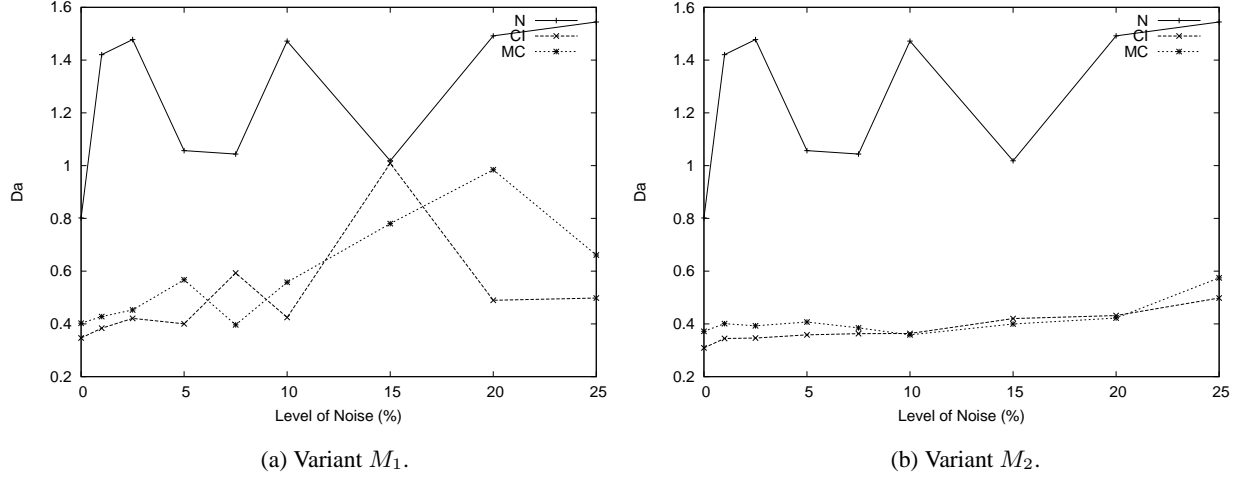 1.6
1.4
1.2
1
0.8
0.6
0.4
0.2
Da
N
CI
MC
0 5 10 15 20 25
Level of Noise (%)
(a) Variant M₁.
1.6
1.4
1.2
1
0.8
0.6
0.4
0.2
Da
N
CI
MC
0 5 10 15 20 25
Level of Noise (%)
(b) Variant M₂.